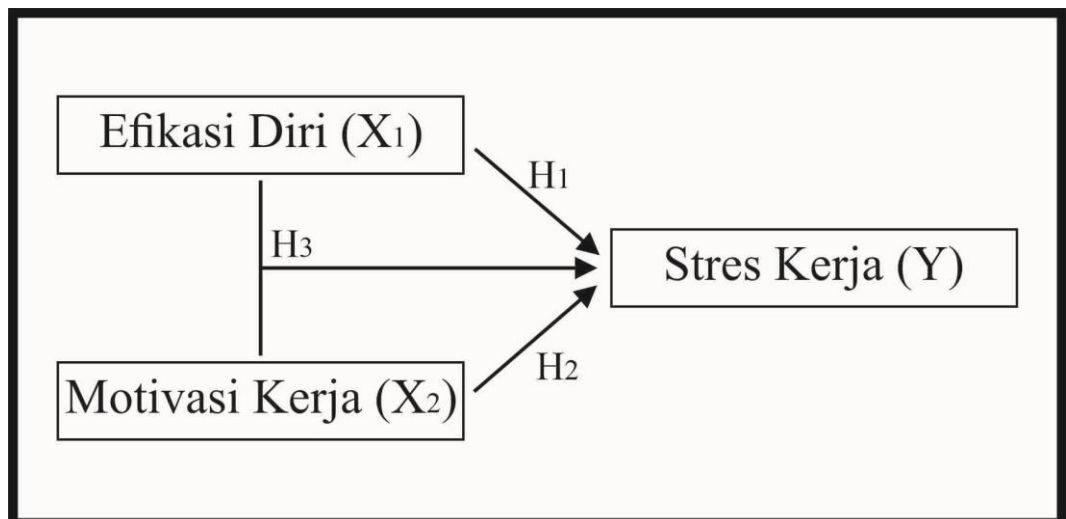 Efikasi Diri (X1)
H1
H3
Stres Kerja (Y)
H2
Motivasi Kerja (X2)